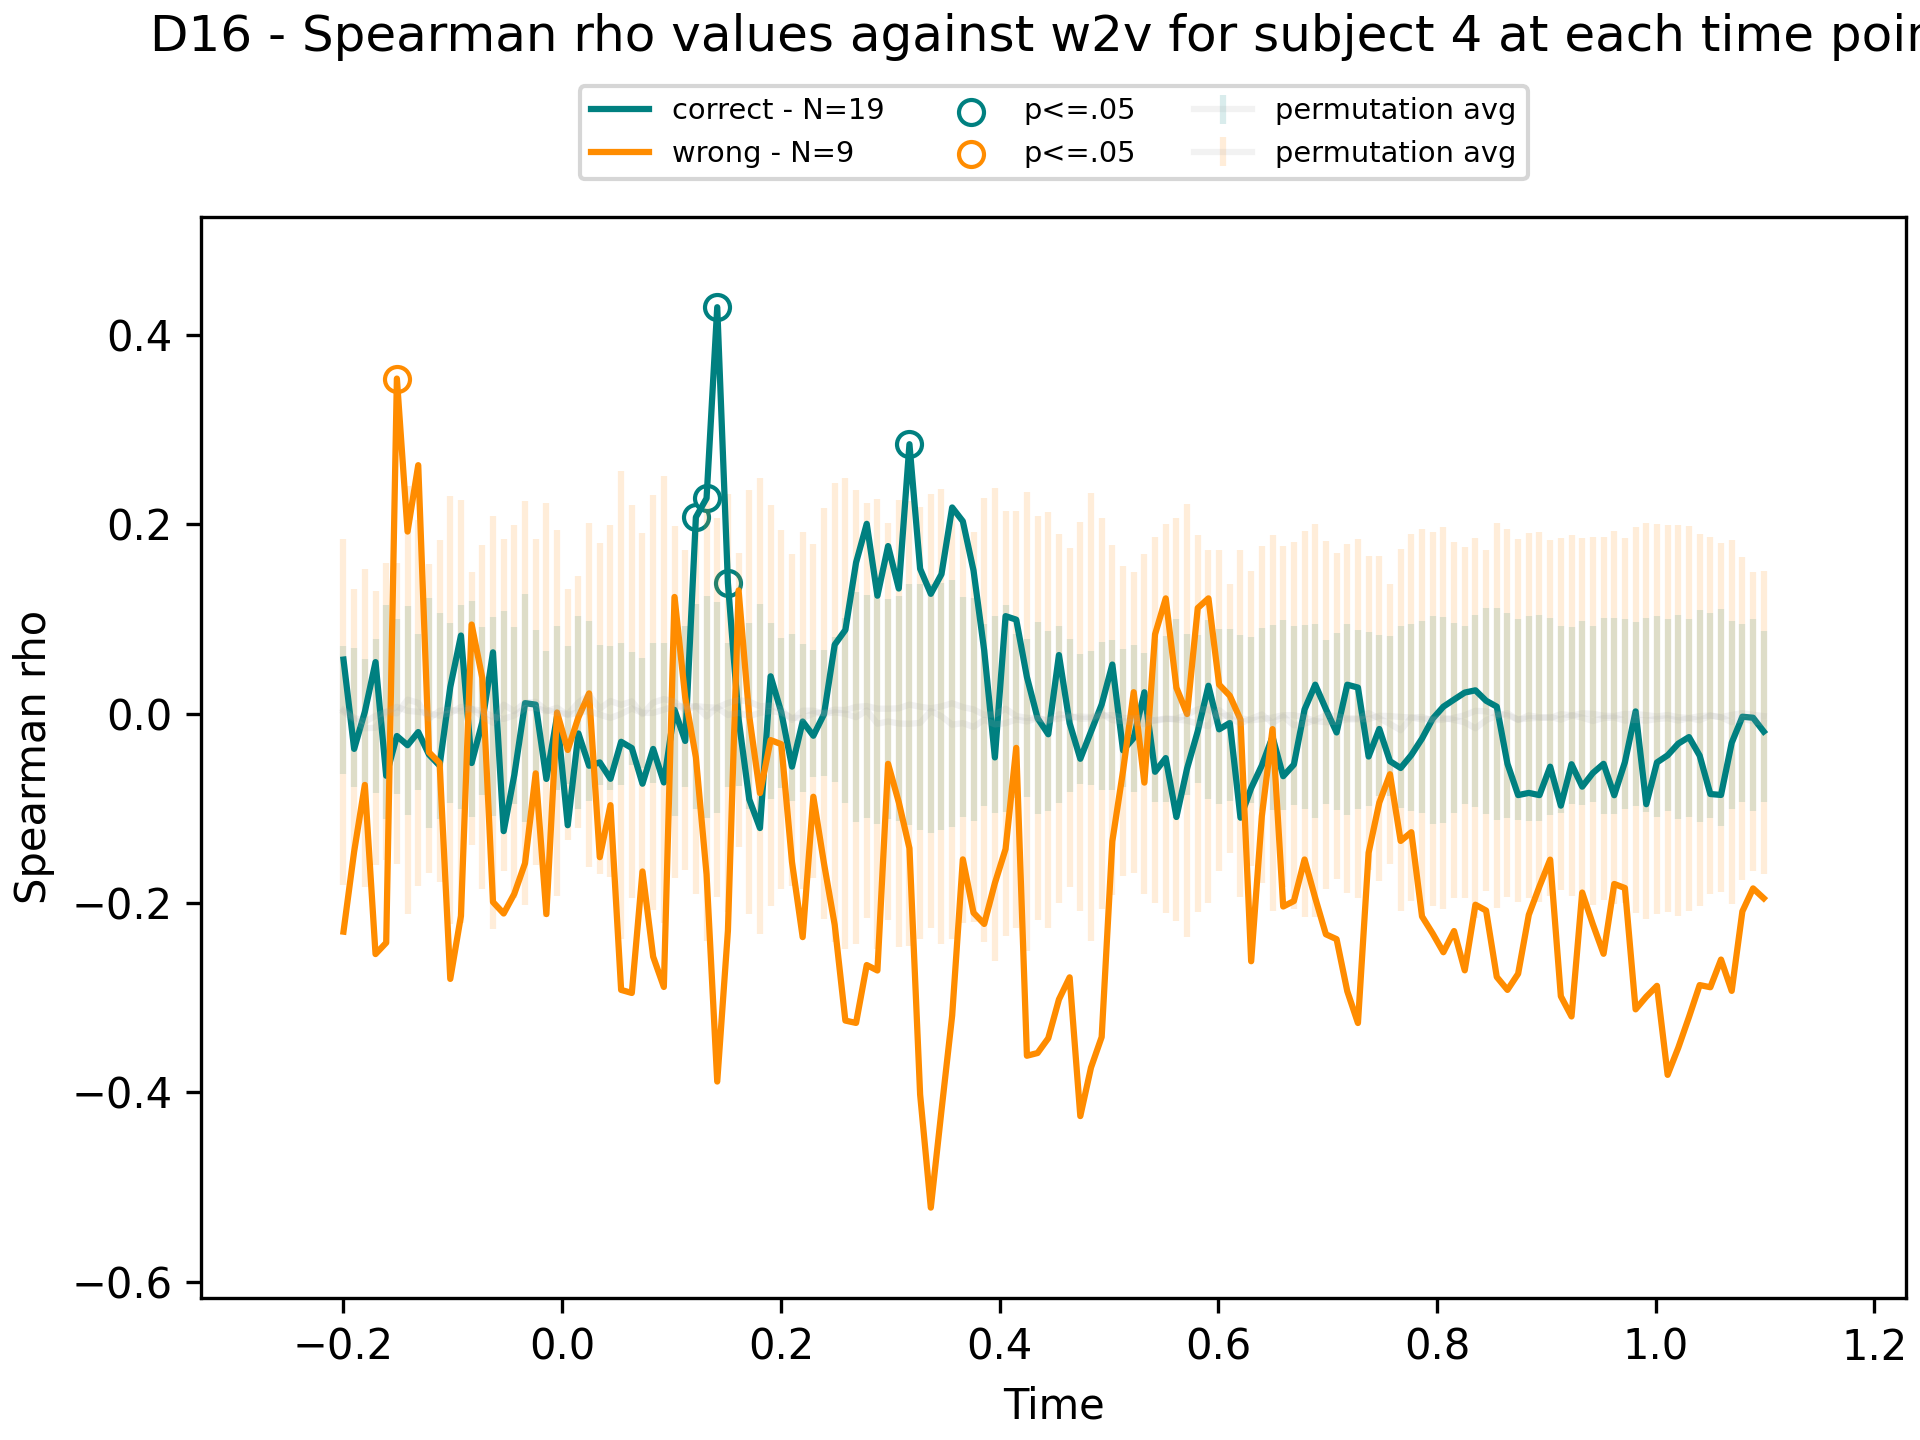 D16 - Spearman rho values against w2v for subject 4 at each time
correct - N=19
wrong - N=9
p<=.05
p<=.05
permutation avg
permutation avg
Spearman rho
0.4
0.2
0.0
−0.2
−0.4
−0.6
−0.2 0.0 0.2 0.4 0.6 0.8 1.0 1.2
Time